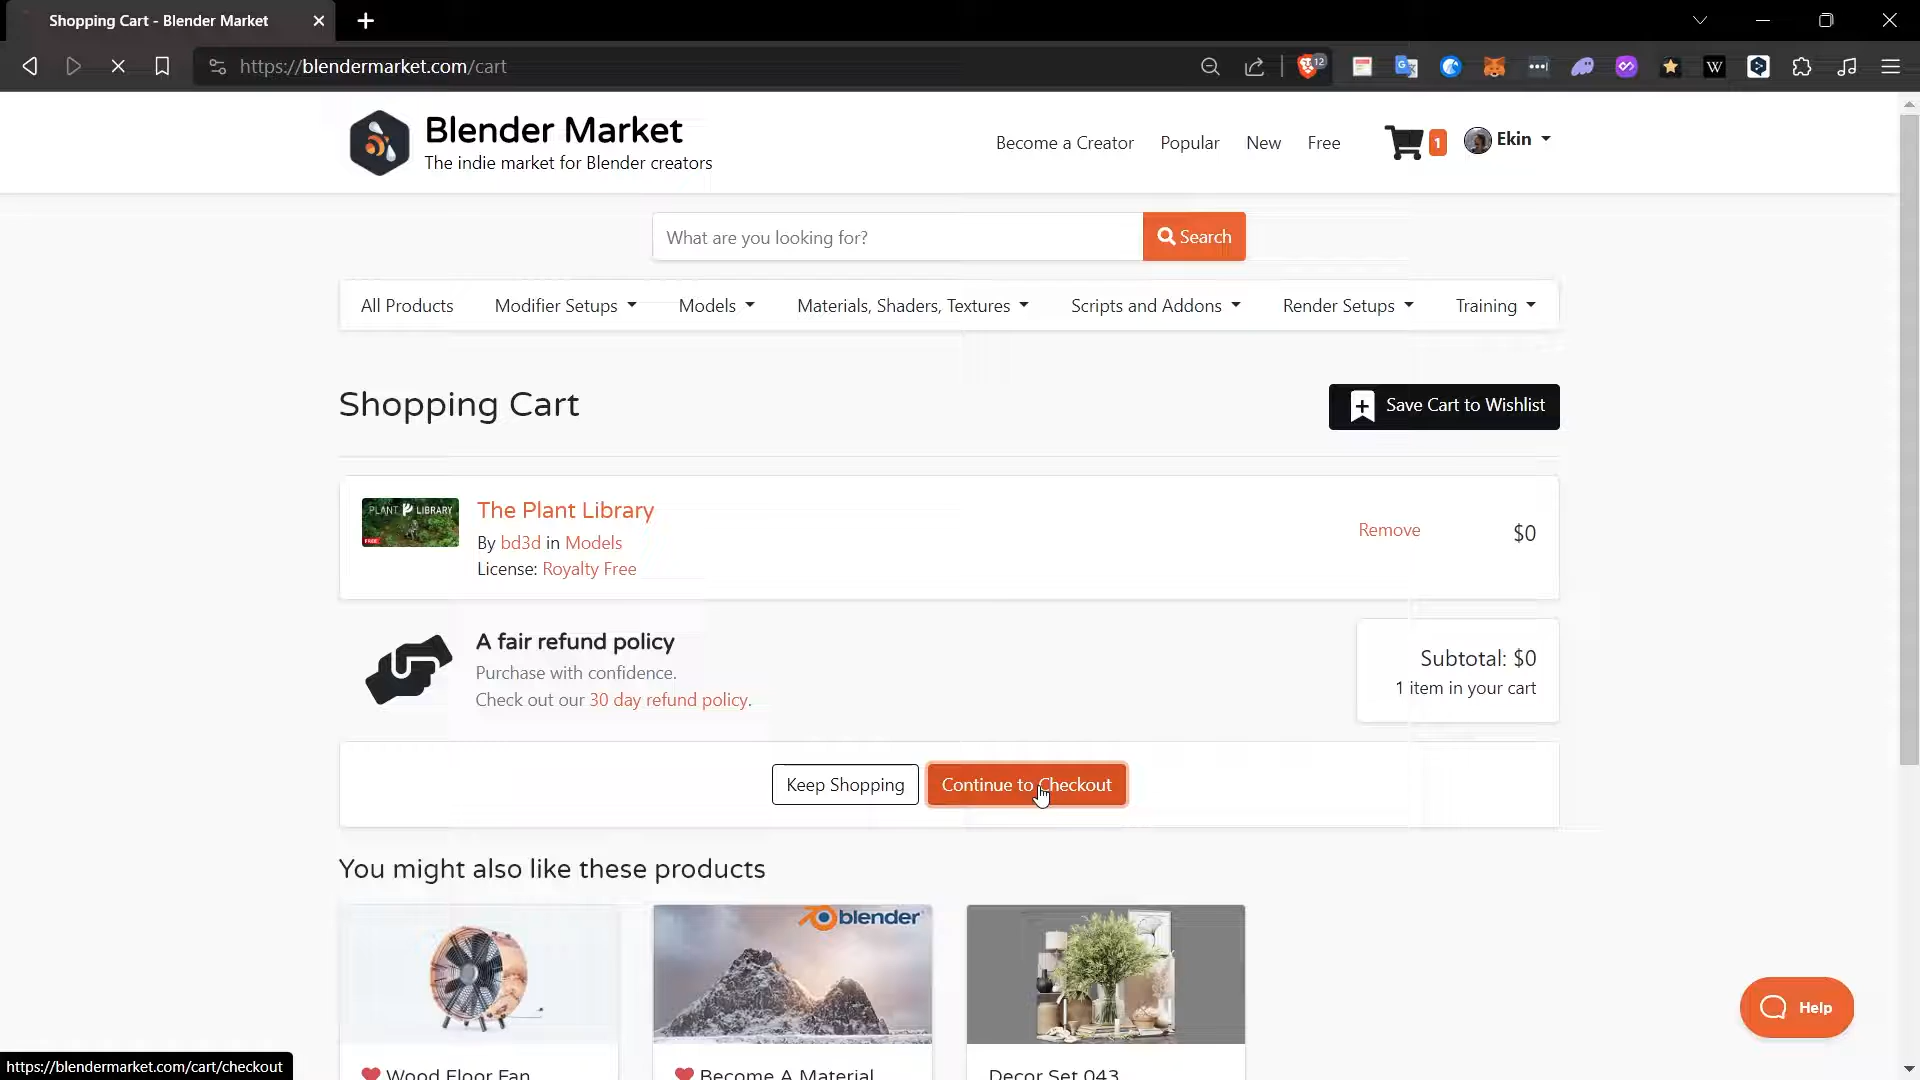 Shopping Cart - Blender Market
https://blendermarket.com/cart
12
Blender Market
The indie market for Blender creators
Become a Creator
Popular
New
Free
1
Ekin
What are you looking for?
Search
All Products
Modifier Setups
Models
Materials, Shaders, Textures
Scripts and Addons
Render Setups
Training
Shopping Cart
Save Cart to Wishlist
PLANT LIBRARY
FREE
The Plant Library
By bd3d in Models
License: Royalty Free
Remove
$0
A fair refund policy
Purchase with confidence.
Check out our 30 day refund policy.
Subtotal: $0
1 item in your cart
Keep Shopping
Continue to Checkout
You might also like these products
blender
Wood Floor Fan
Become A Material
Decor Set 043
Help
https://blendermarket.com/cart/checkout